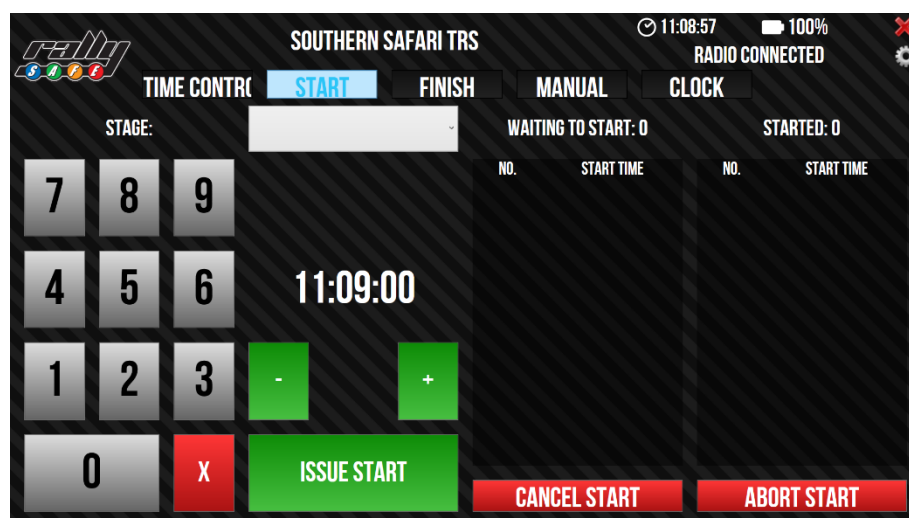 rally
SAFE
SOUTHERN SAFARI TRS
11:08:57
100%
RADIO CONNECTED
TIME CONTR(
START
FINISH
MANUAL
CLOCK
STAGE:
WAITING TO START: 0
STARTED: 0
NO.
START TIME
NO.
START TIME
7
8
9
4
5
6
11:09:00
1
2
3
-
+
0
X
ISSUE START
CANCEL START
ABORT START